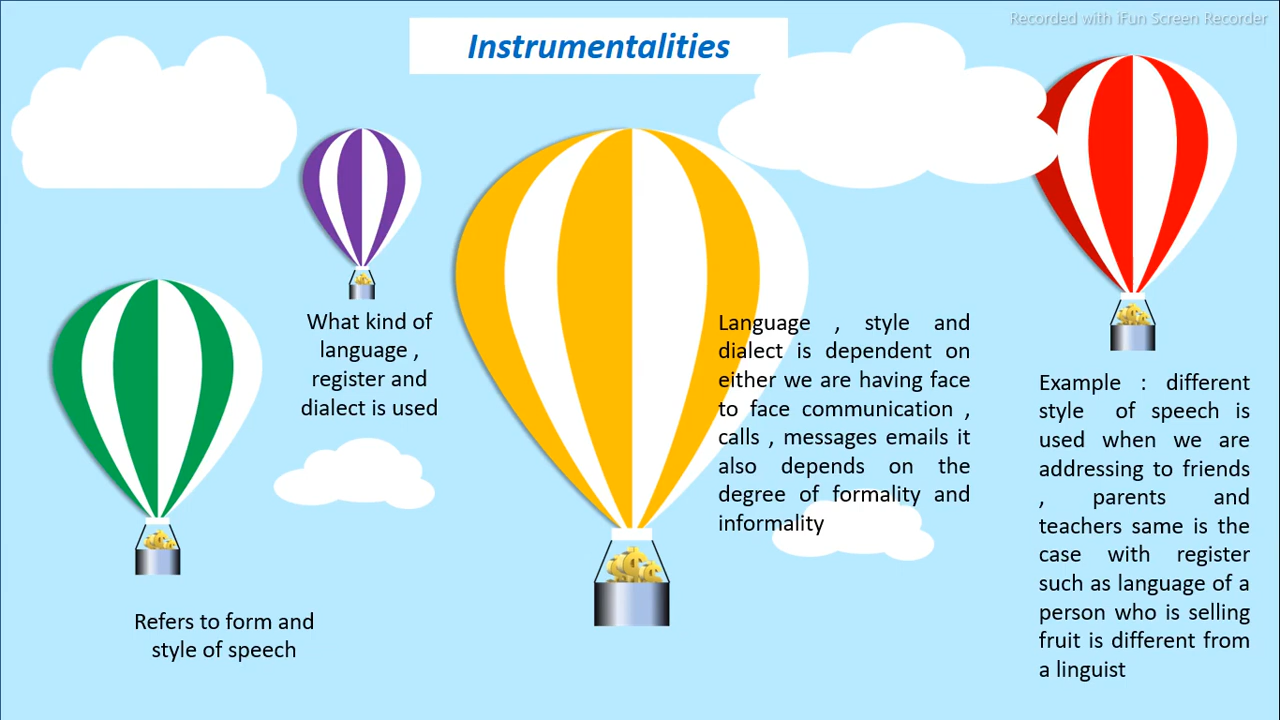 Recorded with iFun Screen Recorder
Instrumentalities
What kind of
language ,
register and
dialect is used
Refers to form and
style of speech
Language , style and
dialect is dependent on
either we are having face
to face communication ,
calls , messages emails it
also depends on the
degree of formality and
informality
Example : different
style of speech is
used when we are
addressing to friends
, parents and
teachers same is the
case with register
such as language of a
person who is selling
fruit is different from
a linguist